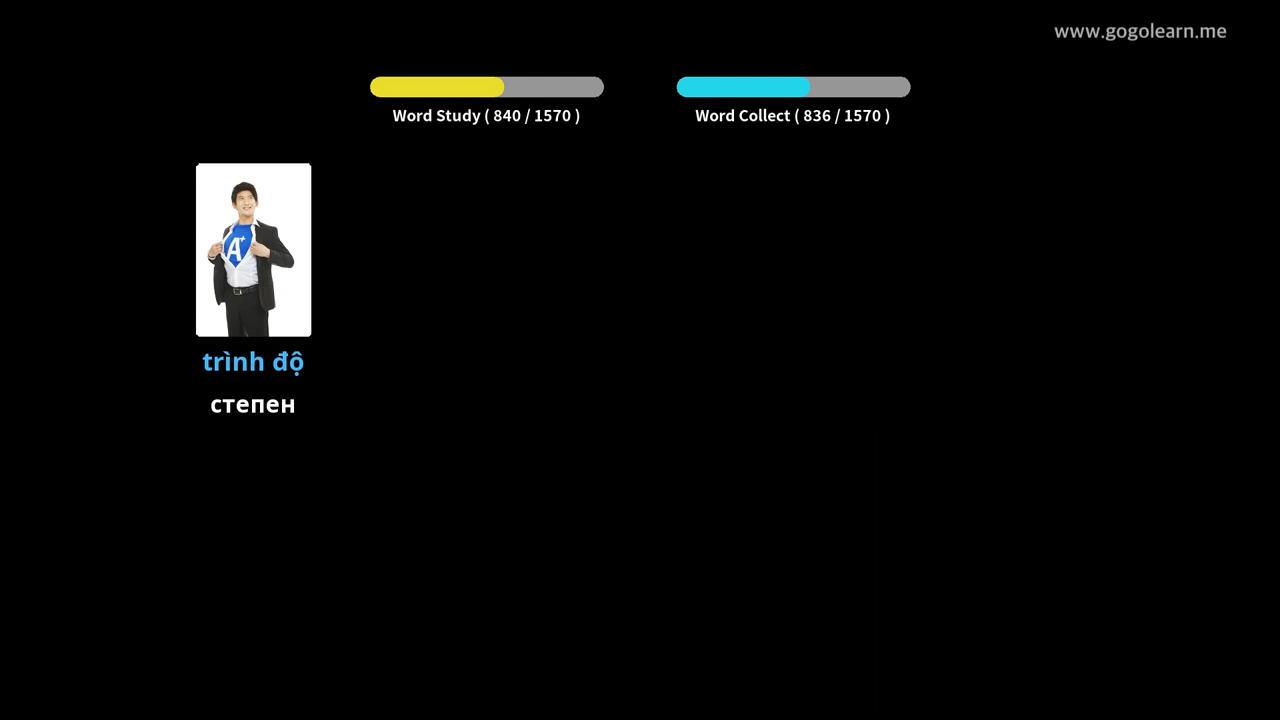 www.gogolearn.me
Word Study ( 840 / 1570 )
Word Collect ( 836 / 1570 )
A+
trình độ
степен